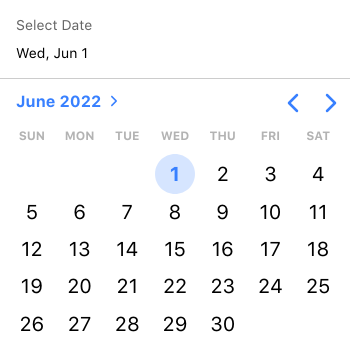 Select Date
Wed, Jun 1
June 2022
SUN MON TUE WED THU FRI SAT
1 2 3 4
5 6 7 8 9 10 11
12 13 14 15 16 17 18
19 20 21 22 23 24 25
26 27 28 29 30